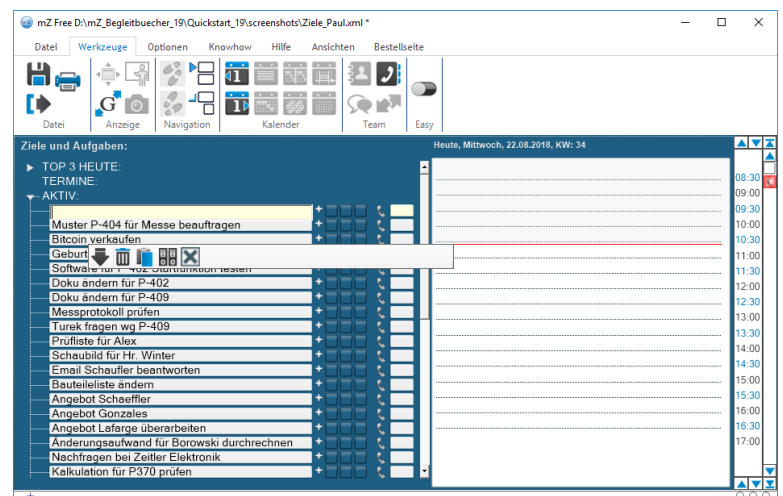 mZ Free D:\mZ_Begleitbuecher_19\Quickstart_19\screenshots\Ziele_Paul.xml *
Datei Werkzeuge Optionen Knowhow Hilfe Ansichten Bestellseite
1
G 1
Datei Anzeige Navigation Kalender Team Easy
Ziele und Aufgaben:
Heute, Mittwoch, 22.08.2018, KW: 34
TOP 3 HEUTE:
TERMINE:
AKTIV:
Muster P-404 für Messe beauftragen
Bitcoin verkaufen
Geburt
Software für P-402 Startfunktion testen
Doku ändern für P-402
Doku ändern für P-409
Messprotokoll prüfen
Turek fragen wg P-409
Prüfliste für Alex
Schaubild für Hr. Winter
Email Schaufler beantworten
Bauteileliste ändern
Angebot Schaeffler
Angebot Gonzales
Angebot Lafarge überarbeiten
Änderungsaufwand für Borowski durchrechnen
Nachfragen bei Zeitler Elektronik
Kalkulation für P370 prüfen
08:30
09:00
09:30
10:00
10:30
11:00
11:30
12:00
12:30
13:00
13:30
14:00
14:30
15:00
15:30
16:00
16:30
17:00